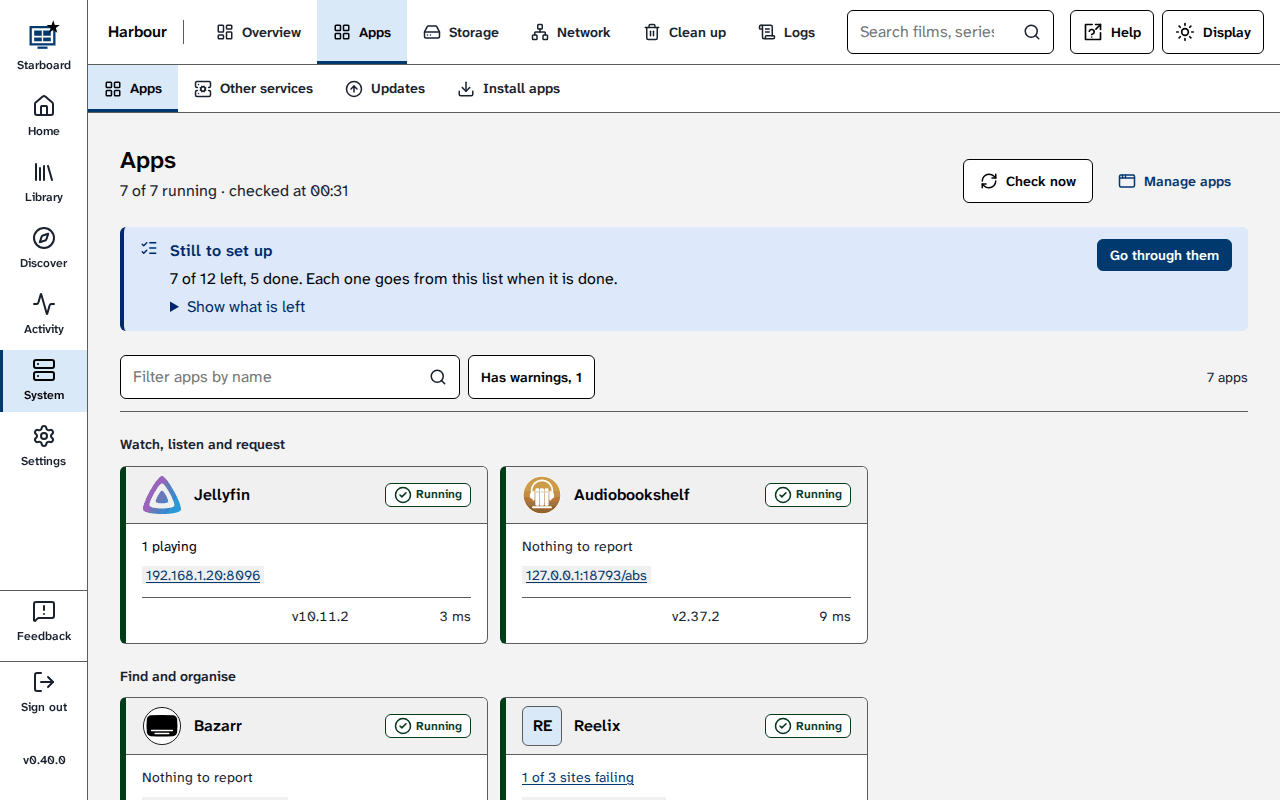 Starboard
Home
Library
Discover
Activity
System
Settings
Feedback
Sign out
v0.40.0
Harbour
Overview
Apps
Storage
Network
Clean up
Logs
Search films, series
Help
Display
Apps
Other services
Updates
Install apps
Apps
7 of 7 running · checked at 00:31
Check now
Manage apps
Still to set up
7 of 12 left, 5 done. Each one goes from this list when it is done.
Show what is left
Go through them
Filter apps by name
Has warnings, 1
7 apps
Watch, listen and request
Jellyfin
Running
1 playing
192.168.1.20:8096
v10.11.2
3 ms
Audiobookshelf
Running
Nothing to report
127.0.0.1:18793/abs
v2.37.2
9 ms
Find and organise
Bazarr
Running
Nothing to report
RE
Reelix
Running
1 of 3 sites failing